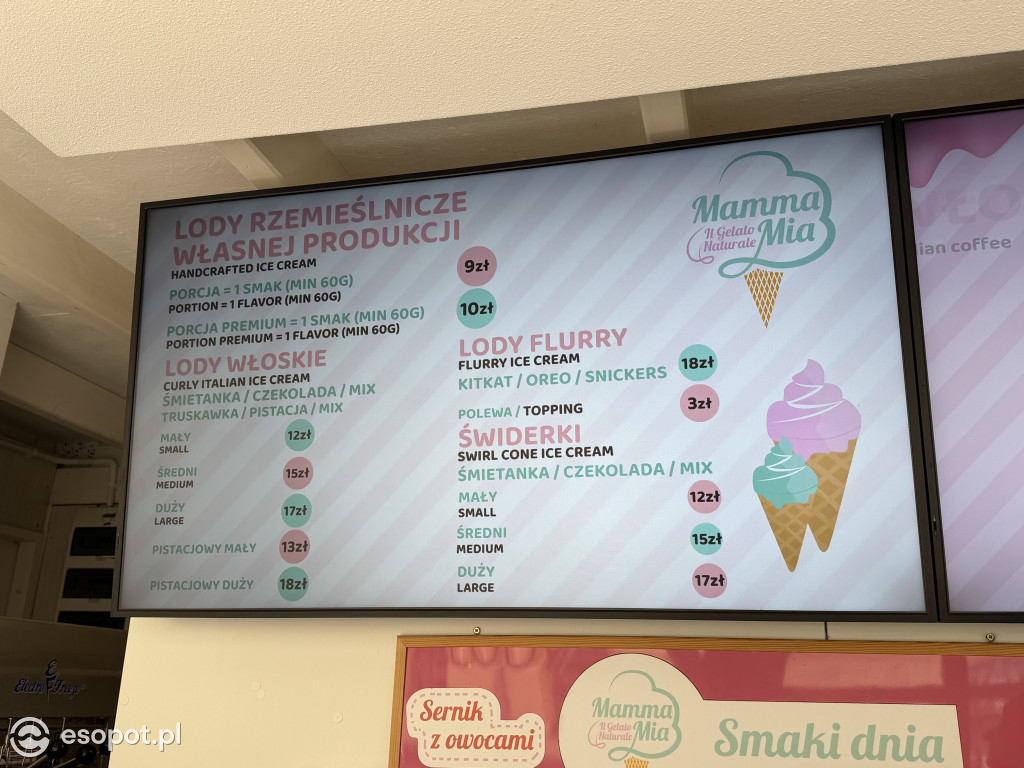 LODY RZEMIEŚLNICZE
WŁASNEJ PRODUKCJI
HANDCRAFTED ICE CREAM
PORCJA = 1 SMAK (MIN 60G)
PORTION = 1 FLAVOR (MIN 60G)
9zł
PORCJA PREMIUM = 1 SMAK (MIN 60G)
PORTION PREMIUM = 1 FLAVOR (MIN 60G)
10zł
LODY WŁOSKIE
CURLY ITALIAN ICE CREAM
ŚMIETANKA / CZEKOLADA / MIX
TRUSKAWKA / PISTACJA / MIX
MAŁY
SMALL
12zł
ŚREDNI
MEDIUM
15zł
DUŻY
LARGE
17zł
PISTACJOWY MAŁY 13zł
PISTACJOWY DUŻY 18zł
Mamma
Il Gelato
Naturale
Mia
LODY FLURRY
FLURRY ICE CREAM
KITKAT / OREO / SNICKERS
18zł
POLEWA / TOPPING 3zł
ŚWIDERKI
SWIRL CONE ICE CREAM
ŚMIETANKA / CZEKOLADA / MIX
MAŁY
SMALL
12zł
ŚREDNI
MEDIUM
15zł
DUŻY
LARGE
17zł
ian coffee
Sernik
z owocami
Mamma
Il Gelato
Naturale
Mia
Smaki dnia
esopot.pl